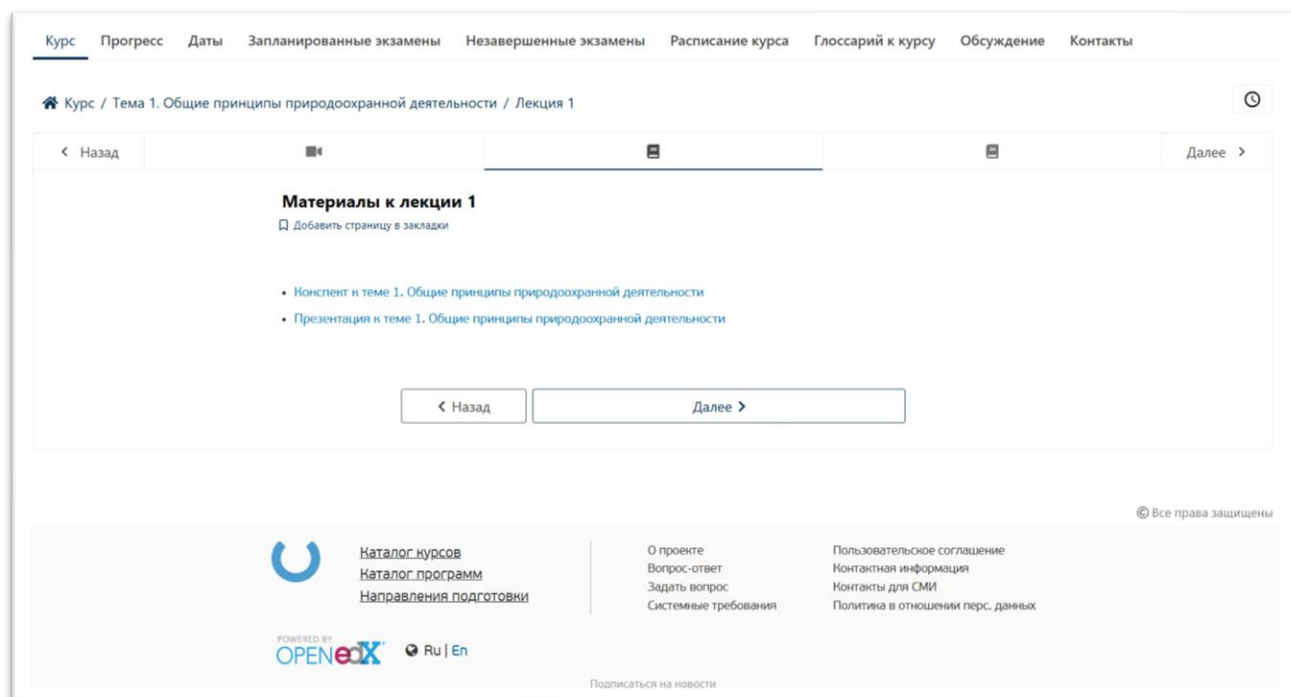 Курс Прогресс Даты Запланированные экзамены Незавершенные экзамены Расписание курса Глоссарий к курсу Обсуждение Контакты
Курс / Тема 1. Общие принципы природоохранной деятельности / Лекция 1
Назад Далее
Материалы к лекции 1
Добавить страницу в закладки
• Конспект к теме 1. Общие принципы природоохранной деятельности
• Презентация к теме 1. Общие принципы природоохранной деятельности
Назад Далее
© Все права защищены
Каталог курсов
Каталог программ
Направления подготовки
О проекте
Вопрос-ответ
Задать вопрос
Системные требования
Пользовательское соглашение
Контактная информация
Контакты для СМИ
Политика в отношении перс. данных
POWERED BY
OPEN edX
Ru | En
Подписаться на новости